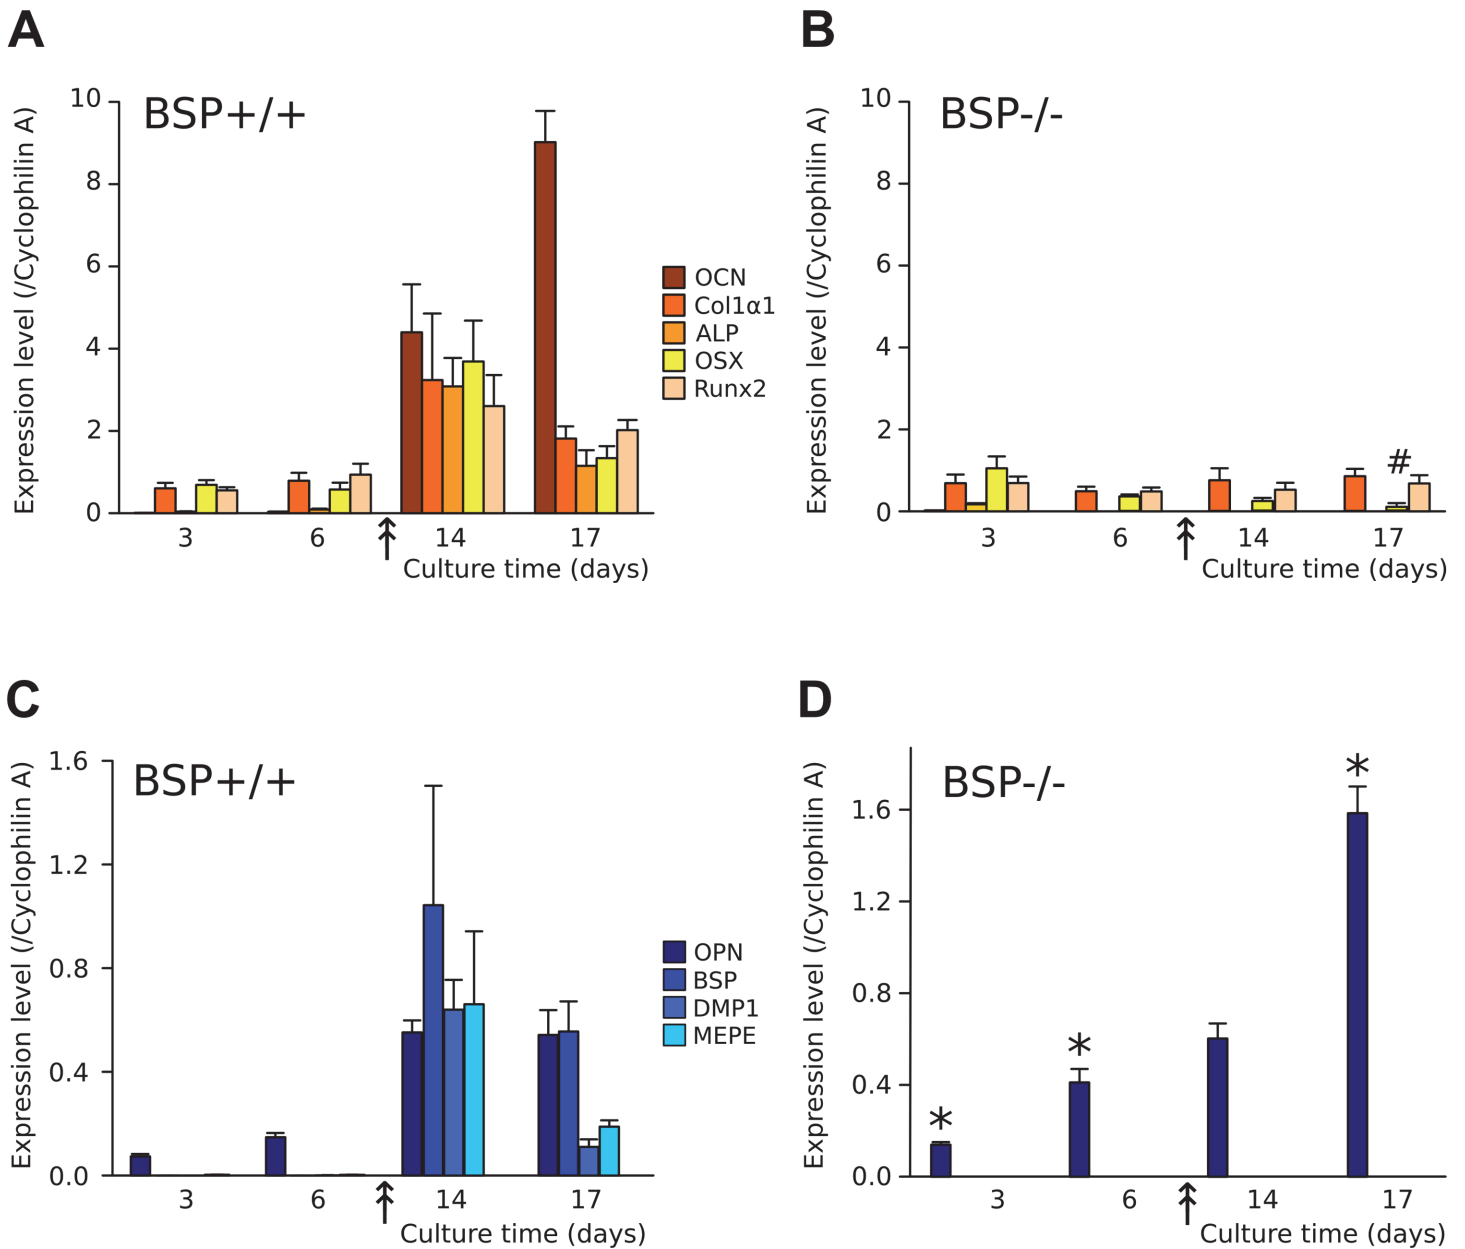 A
BSP+/+
Expression level (/Cyclophilin A)
10
8
6
4
2
0
3 6 14 17
Culture time (days)
OCN
Col1α1
ALP
OSX
Runx2
B
BSP-/-
Expression level (/Cyclophilin A)
10
8
6
4
2
0
#
3 6 14 17
Culture time (days)
C
BSP+/+
Expression level (/Cyclophilin A)
1.6
1.2
0.8
0.4
0.0
3 6 14 17
Culture time (days)
OPN
BSP
DMP1
MEPE
D
BSP-/-
Expression level (/Cyclophilin A)
1.6
1.2
0.8
0.4
0.0
* * *
3 6 14 17
Culture time (days)